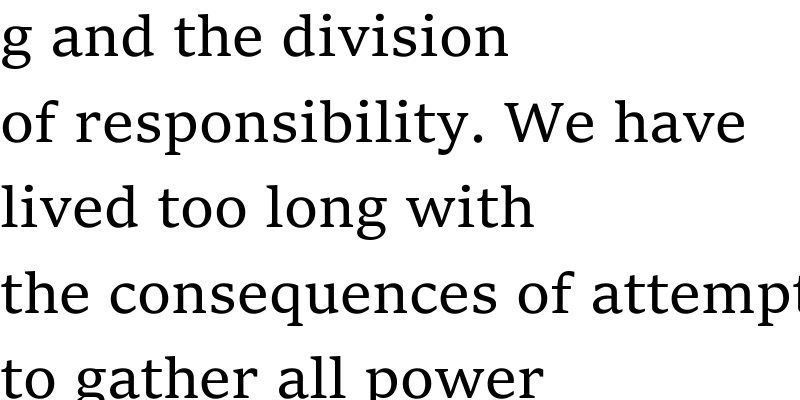 g and the division
of responsibility. We have
lived too long with
the consequences of attempt
to gather all power